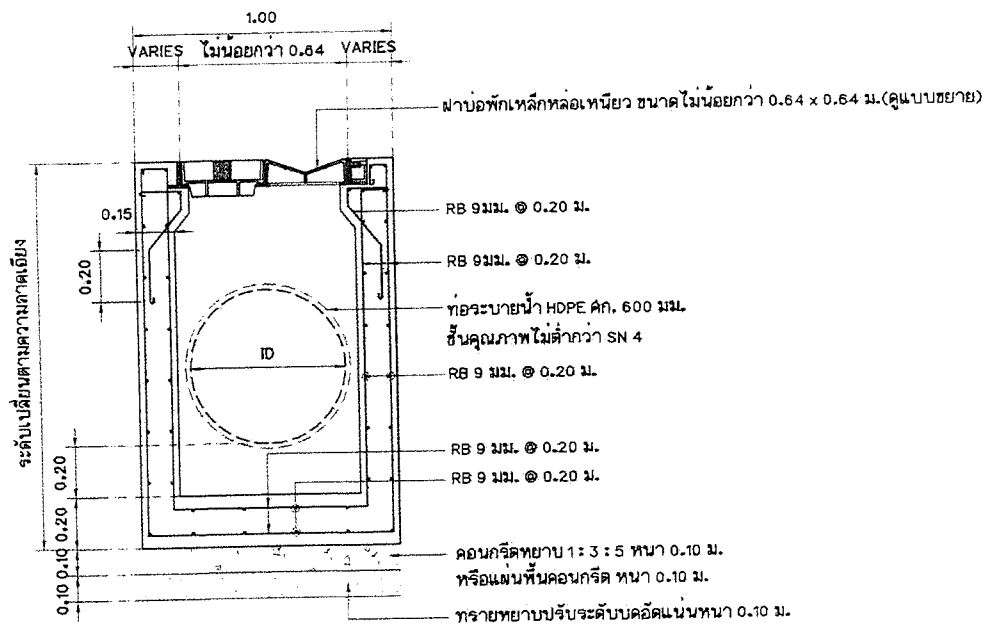 1.00
VARIES ไม่น้อยกว่า 0.64 VARIES
ฝาบ่อพักเหล็กหล่อเหนียว ขนาดไม่น้อยกว่า 0.64 x 0.64 ม.(ดูแบบขยาย)
RB 9มม. @ 0.20 ม.
0.15
RB 9มม. @ 0.20 ม.
0.20
ท่อระบายน้ำ HDPE ศก. 600 มม.
ชั้นคุณภาพไม่ต่ำกว่า SN 4
ID
RB 9 มม. @ 0.20 ม.
ระดับเปลี่ยนตามความลาดเอียง
RB 9 มม. @ 0.20 ม.
0.20
RB 9 มม. @ 0.20 ม.
0.20
คอนกรีตหยาบ 1 : 3 : 5 หนา 0.10 ม.
0.10
หรือแผ่นพื้นคอนกรีต หนา 0.10 ม.
0.10
ทรายหยาบปรับระดับบดอัดแน่นหนา 0.10 ม.